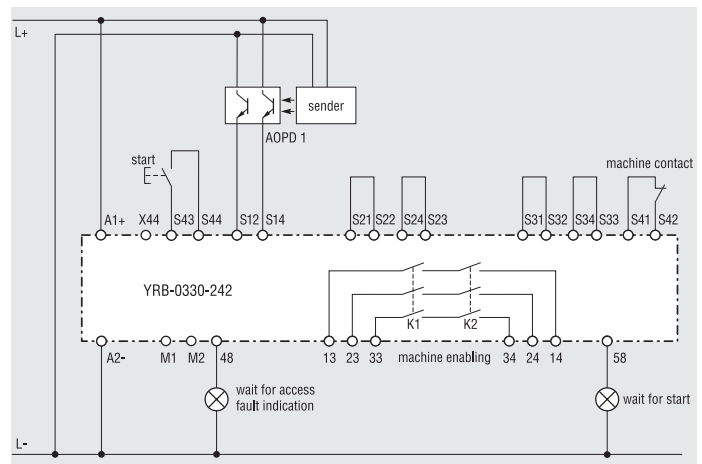 L+
sender
AOPD 1
start
machine contact
A1+ X44 S43 S44 S12 S14 S21 S22 S24 S23 S31 S32 S34 S33 S41 S42
YRB-0330-242
K1 K2
A2- M1 M2 48 13 23 33 machine enabling 34 24 14 58
wait for access
fault indication
wait for start
L-